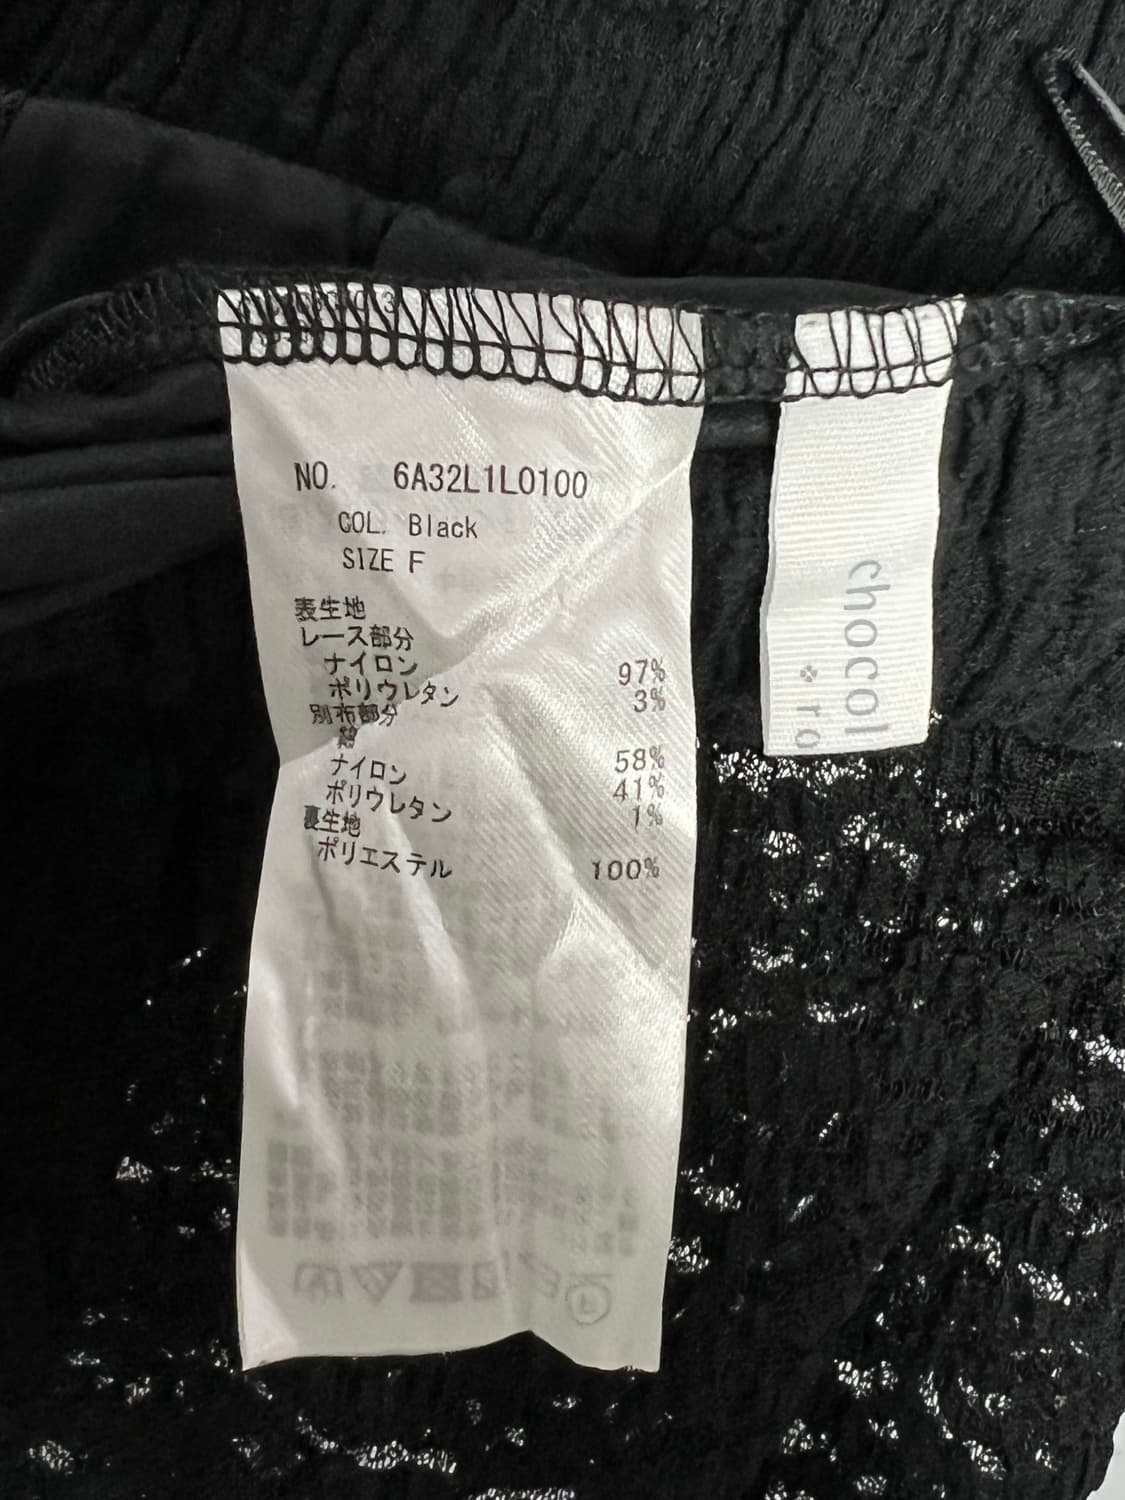 NO. 6A32L1L0100
COL. Black
SIZE F
表生地
レース部分
ナイロン 97%
ポリウレタン 3%
別布部分
綿 58%
ナイロン 41%
ポリウレタン 1%
裏生地
ポリエステル 100%
chocol
rio